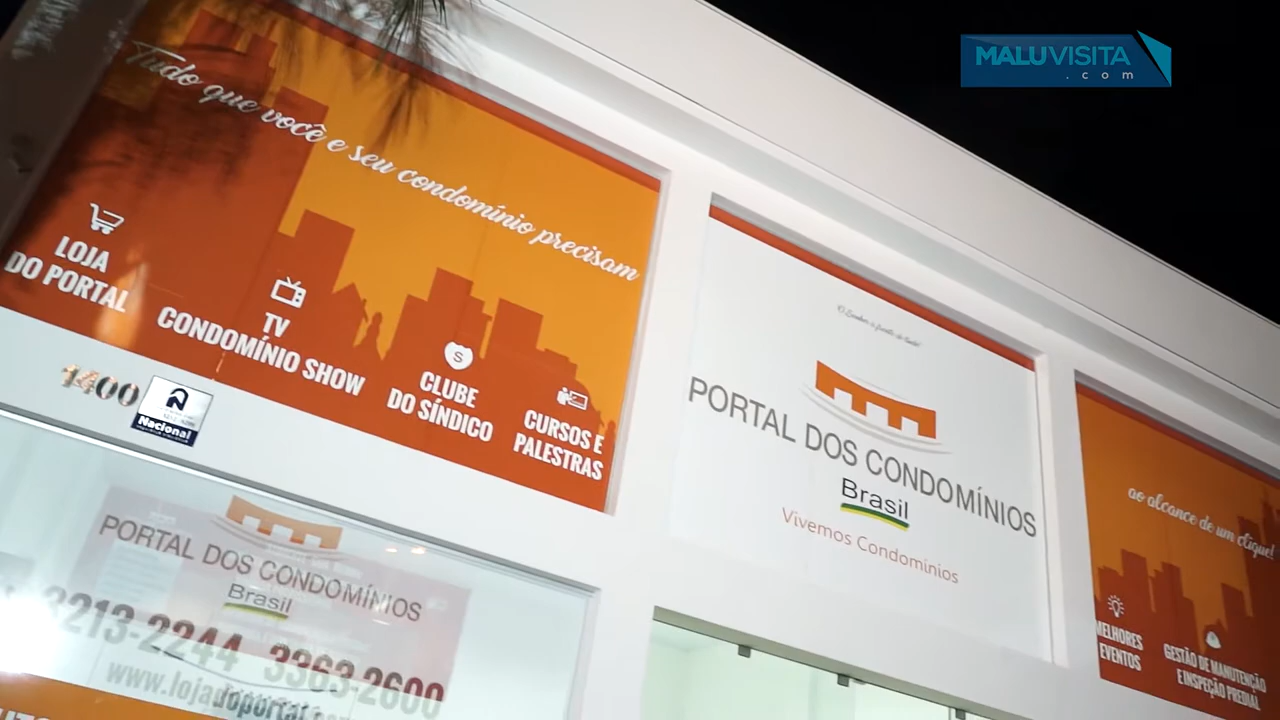 MALUVISITA
.com
Tudo que você e seu condomínio precisam
LOJA
DO PORTAL
TV
CONDOMÍNIO SHOW
CLUBE
DO SÍNDICO
CURSOS E
PALESTRAS
1400
Nacional
PORTAL DOS CONDOMÍNIOS
Brasil
Vivemos Condomínios
ao alcance de um clique!
MELHORES
EVENTOS
GESTÃO DE MANUTENÇÃO
E INSPEÇÃO PREDIAL
PORTAL DOS CONDOMÍNIOS
Brasil
3213-2244 3363-2600